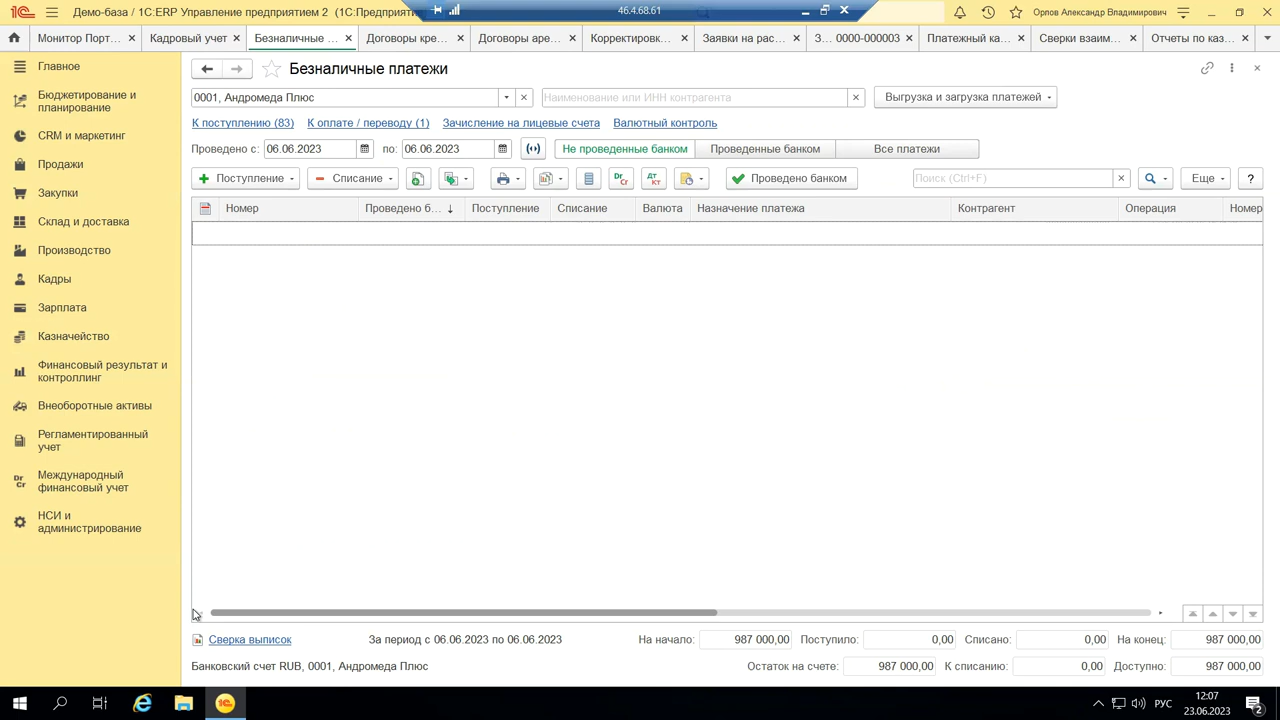 Демо-база / 1С:ERP Управление предприятием 2 (1С:Предприяти
46.4.68.61
Орлов Александр Владимирович
Монитор Порт...
Кадровый учет
Безналичные ...
Договоры кре...
Договоры аре...
Корректировк...
Заявки на рас...
З... 0000-000003
Платежный ка...
Сверки взаим...
Отчеты по каз...
Главное
Бюджетирование и
планирование
CRM и маркетинг
Продажи
Закупки
Склад и доставка
Производство
Кадры
Зарплата
Казначейство
Финансовый результат и
контроллинг
Внеоборотные активы
Регламентированный
учет
Международный
финансовый учет
НСИ и
администрирование
Безналичные платежи
0001, Андромеда Плюс
Наименование или ИНН контрагента
Выгрузка и загрузка платежей
К поступлению (83)
К оплате / переводу (1)
Зачисление на лицевые счета
Валютный контроль
Проведено с: 06.06.2023 по: 06.06.2023
Не проведенные банком
Проведенные банком
Все платежи
Поступление
Списание
Проведено банком
Поиск (Ctrl+F)
Еще
?
Номер
Проведено б... ↓
Поступление
Списание
Валюта
Назначение платежа
Контрагент
Операция
Номер
Сверка выписок
За период с 06.06.2023 по 06.06.2023
На начало: 987 000,00
Поступило: 0,00
Списано: 0,00
На конец: 987 000,00
Банковский счет RUB, 0001, Андромеда Плюс
Остаток на счете: 987 000,00
К списанию: 0,00
Доступно: 987 000,00
РУС
12:07
23.06.2023
2